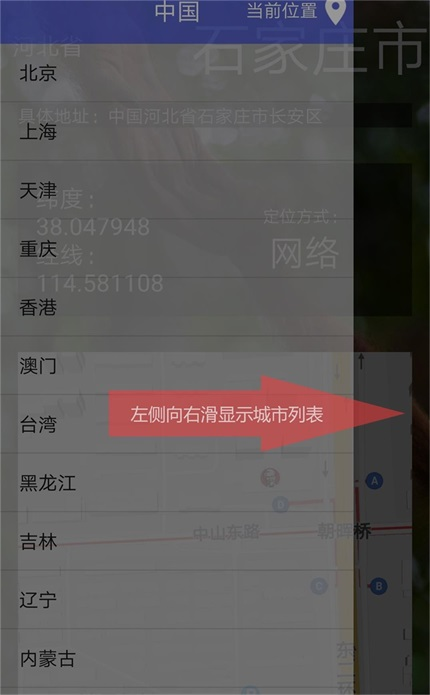 中国
当前位置
河北省
石家庄市
北京
具体地址：中国河北省石家庄市长安区
上海
天津
纬度：
38.047948
定位方式：
重庆
经线：
网络
114.581108
香港
澳门
左侧向右滑显示城市列表
台湾
黑龙江
A
B
中山东路
朝晖桥
吉林
C
B
辽宁
东二环
内蒙古